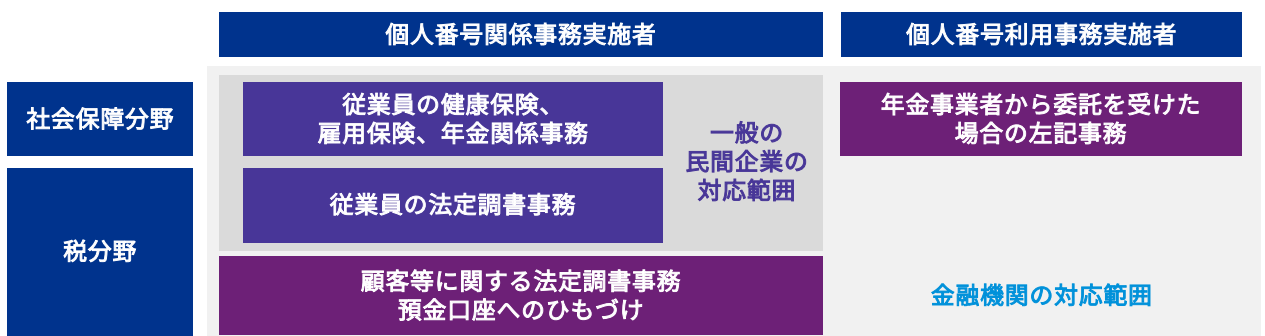 個人番号関係事務実施者
個人番号利用事務実施者
社会保障分野
従業員の健康保険、
雇用保険、年金関係事務
一般の
民間企業の
対応範囲
年金事業者から委託を受けた
場合の左記事務
税分野
従業員の法定調書事務
顧客等に関する法定調書事務
預金口座へのひもづけ
金融機関の対応範囲